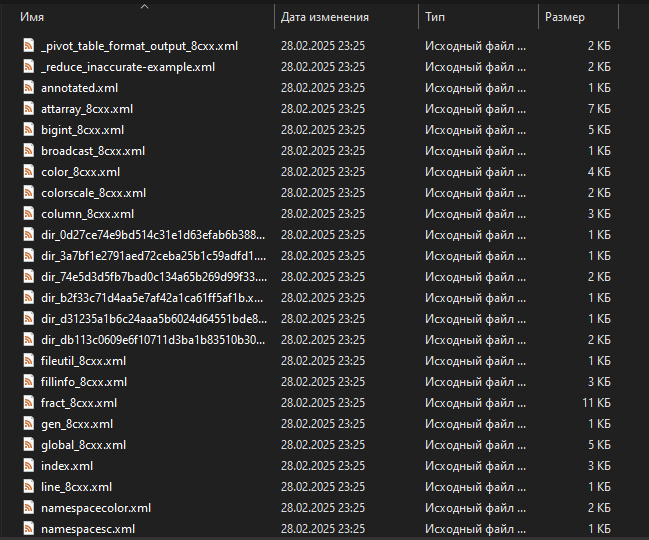 Имя Дата изменения Тип Размер
_pivot_table_format_output_8cxx.xml 28.02.2025 23:25 Исходный файл ... 2 КБ
_reduce_inaccurate-example.xml 28.02.2025 23:25 Исходный файл ... 2 КБ
annotated.xml 28.02.2025 23:25 Исходный файл ... 1 КБ
attarray_8cxx.xml 28.02.2025 23:25 Исходный файл ... 7 КБ
bigint_8cxx.xml 28.02.2025 23:25 Исходный файл ... 5 КБ
broadcast_8cxx.xml 28.02.2025 23:25 Исходный файл ... 1 КБ
color_8cxx.xml 28.02.2025 23:25 Исходный файл ... 4 КБ
colorscale_8cxx.xml 28.02.2025 23:25 Исходный файл ... 2 КБ
column_8cxx.xml 28.02.2025 23:25 Исходный файл ... 3 КБ
dir_0d27ce74e9bd514c31e1d63efab6b388... 28.02.2025 23:25 Исходный файл ... 1 КБ
dir_3a7bf1e2791aed72ceba25b1c59adfd1.... 28.02.2025 23:25 Исходный файл ... 1 КБ
dir_74e5d3d5fb7bad0c134a65b269d99f33.... 28.02.2025 23:25 Исходный файл ... 2 КБ
dir_b2f33c71d4aa5e7af42a1ca61ff5af1b.x... 28.02.2025 23:25 Исходный файл ... 1 КБ
dir_d31235a1b6c24aaa5b6024d64551bde8... 28.02.2025 23:25 Исходный файл ... 1 КБ
dir_db113c0609e6f10711d3ba1b83510b30... 28.02.2025 23:25 Исходный файл ... 2 КБ
fileutil_8cxx.xml 28.02.2025 23:25 Исходный файл ... 1 КБ
fillinfo_8cxx.xml 28.02.2025 23:25 Исходный файл ... 3 КБ
fract_8cxx.xml 28.02.2025 23:25 Исходный файл ... 11 КБ
gen_8cxx.xml 28.02.2025 23:25 Исходный файл ... 1 КБ
global_8cxx.xml 28.02.2025 23:25 Исходный файл ... 5 КБ
index.xml 28.02.2025 23:25 Исходный файл ... 3 КБ
line_8cxx.xml 28.02.2025 23:25 Исходный файл ... 1 КБ
namespacecolor.xml 28.02.2025 23:25 Исходный файл ... 2 КБ
namespacesc.xml 28.02.2025 23:25 Исходный файл ... 1 КБ